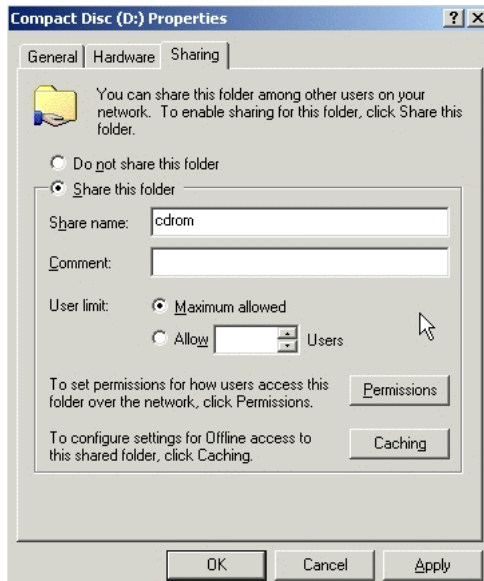 Compact Disc (D:) Properties
General Hardware Sharing
You can share this folder among other users on your
network. To enable sharing for this folder, click Share this
folder.
Do not share this folder
Share this folder
Share name: cdrom
Comment:
User limit: Maximum allowed
Allow Users
To set permissions for how users access this
folder over the network, click Permissions.
Permissions
To configure settings for Offline access to
this shared folder, click Caching.
Caching
OK Cancel Apply